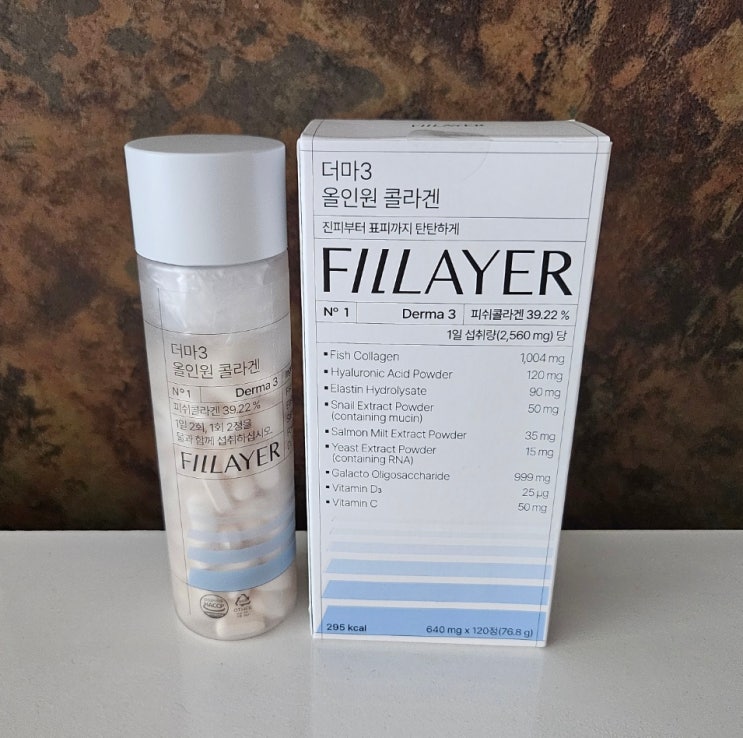 더마3
올인원 콜라겐
Nº 1
Derma 3
피쉬콜라겐 39.22 %
1일 2회, 1회 2정을
물과 함께 섭취하십시오.
FILLAYER
HACCP
FILLAYER
더마3
올인원 콜라겐
진피부터 표피까지 탄탄하게
FILLAYER
Nº 1
Derma 3
피쉬콜라겐 39.22 %
1일 섭취량(2,560 mg) 당
▪ Fish Collagen 1,004 mg
▪ Hyaluronic Acid Powder 120 mg
▪ Elastin Hydrolysate 90 mg
▪ Snail Extract Powder 50 mg
(containing mucin)
▪ Salmon Milt Extract Powder 35 mg
▪ Yeast Extract Powder 15 mg
(containing RNA)
▪ Galacto Oligosaccharide 999 mg
▪ Vitamin D₃ 25 µg
▪ Vitamin C 50 mg
295 kcal
640 mg x 120정(76.8 g)